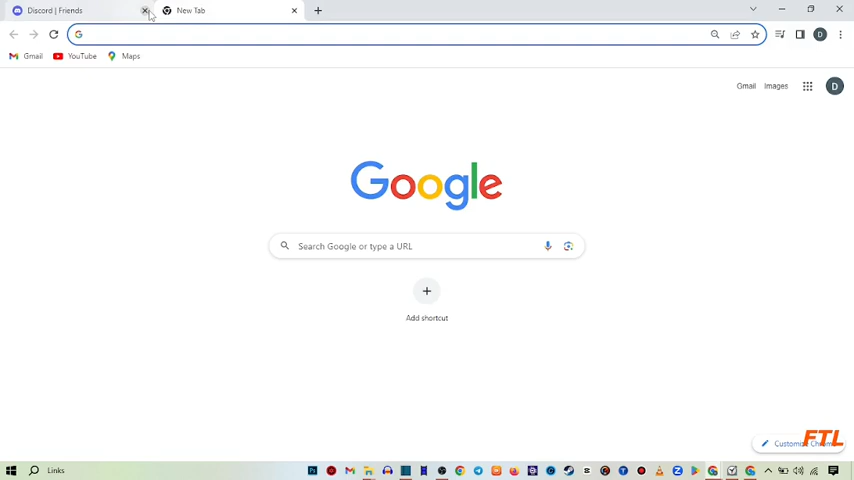 Discord | Friends
New Tab
Gmail
YouTube
Maps
Gmail
Images
D
D
Google
Search Google or type a URL
Add shortcut
FTL
Links